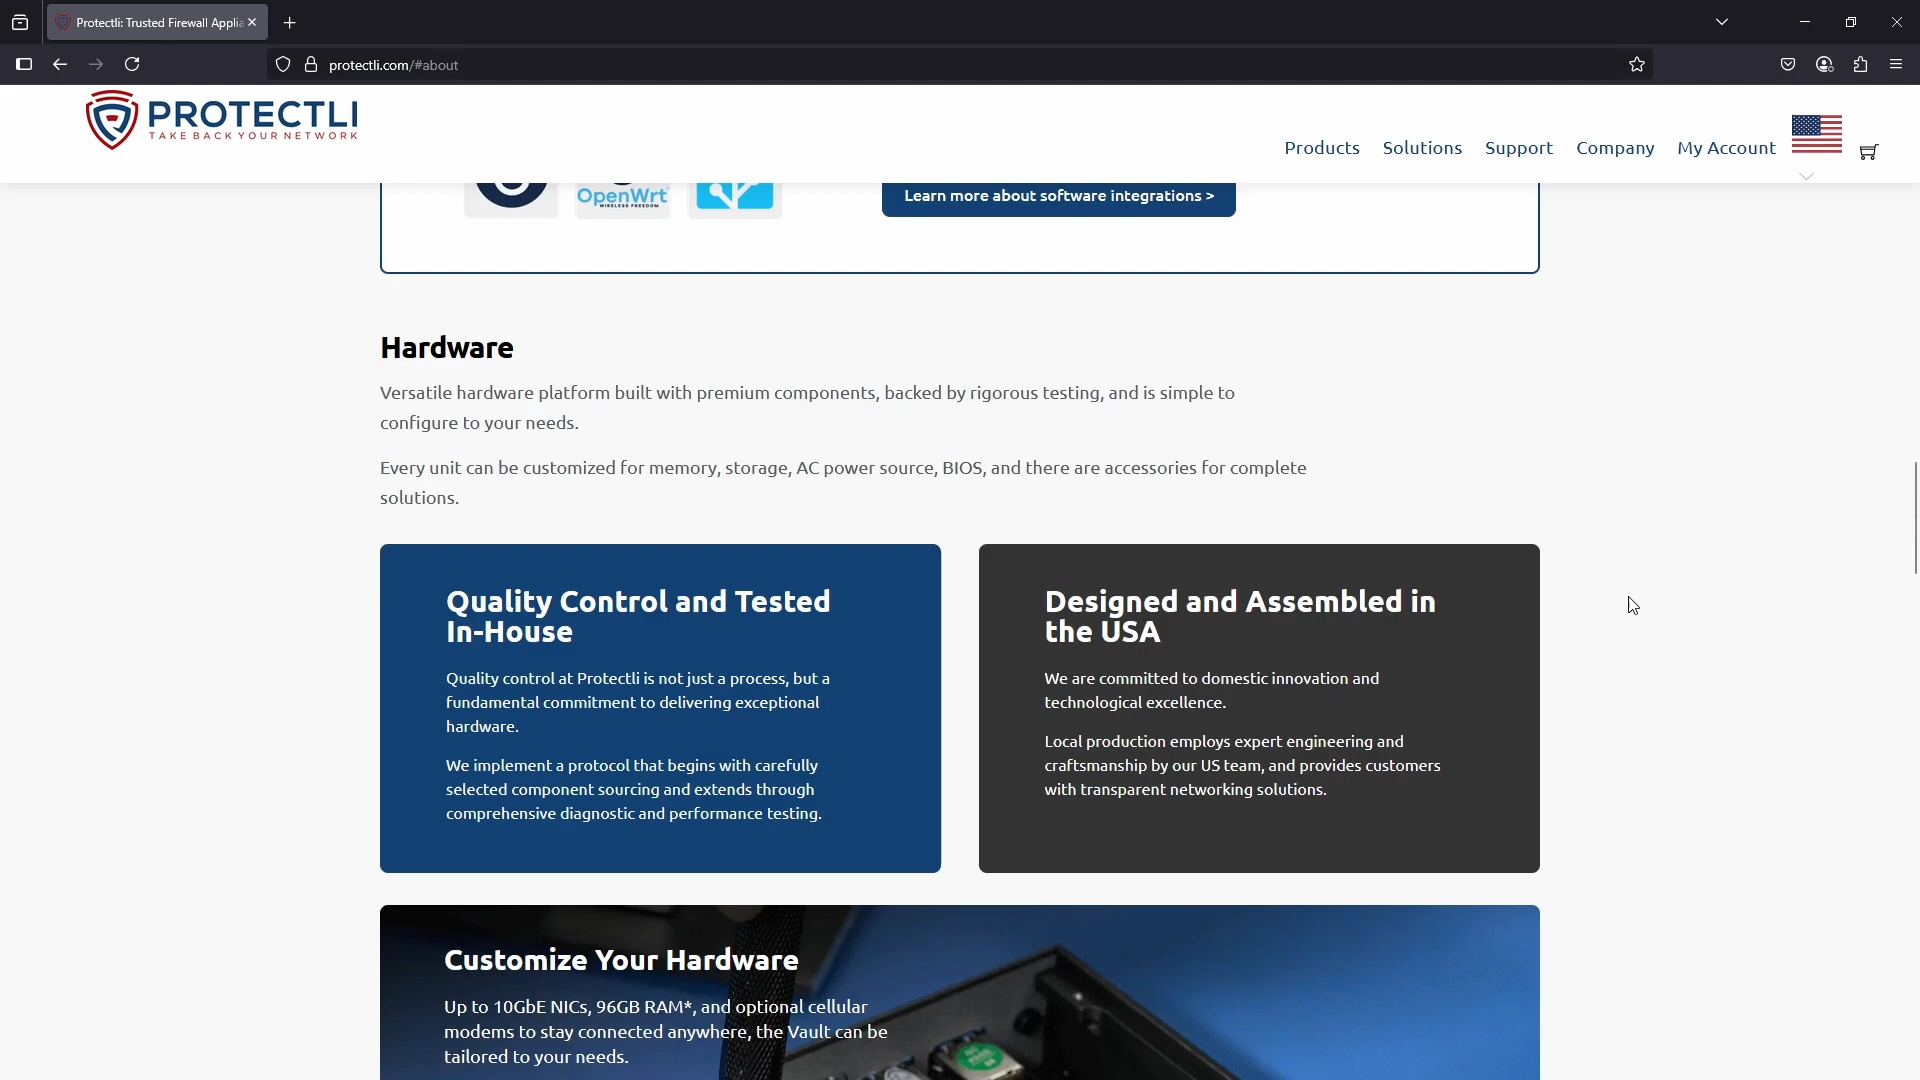 Protectli: Trusted Firewall Applia
protectli.com/#about
PROTECTLI
TAKE BACK YOUR NETWORK
Products
Solutions
Support
Company
My Account
OpenWrt
WIRELESS FREEDOM
Learn more about software integrations >
Hardware
Versatile hardware platform built with premium components, backed by rigorous testing, and is simple to
configure to your needs.
Every unit can be customized for memory, storage, AC power source, BIOS, and there are accessories for complete
solutions.
Quality Control and Tested
In-House
Quality control at Protectli is not just a process, but a
fundamental commitment to delivering exceptional
hardware.
We implement a protocol that begins with carefully
selected component sourcing and extends through
comprehensive diagnostic and performance testing.
Designed and Assembled in
the USA
We are committed to domestic innovation and
technological excellence.
Local production employs expert engineering and
craftsmanship by our US team, and provides customers
with transparent networking solutions.
Customize Your Hardware
Up to 10GbE NICs, 96GB RAM*, and optional cellular
modems to stay connected anywhere, the Vault can be
tailored to your needs.